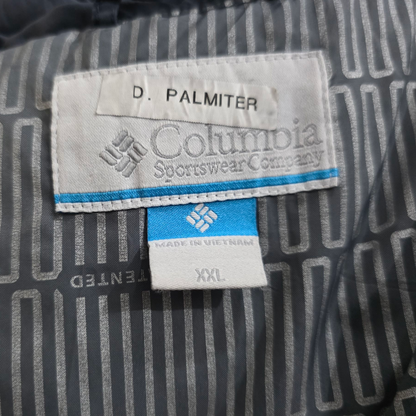 D. PALMITER
Columbia
Sportswear Company
MADE IN VIETNAM
XXL
TENTED